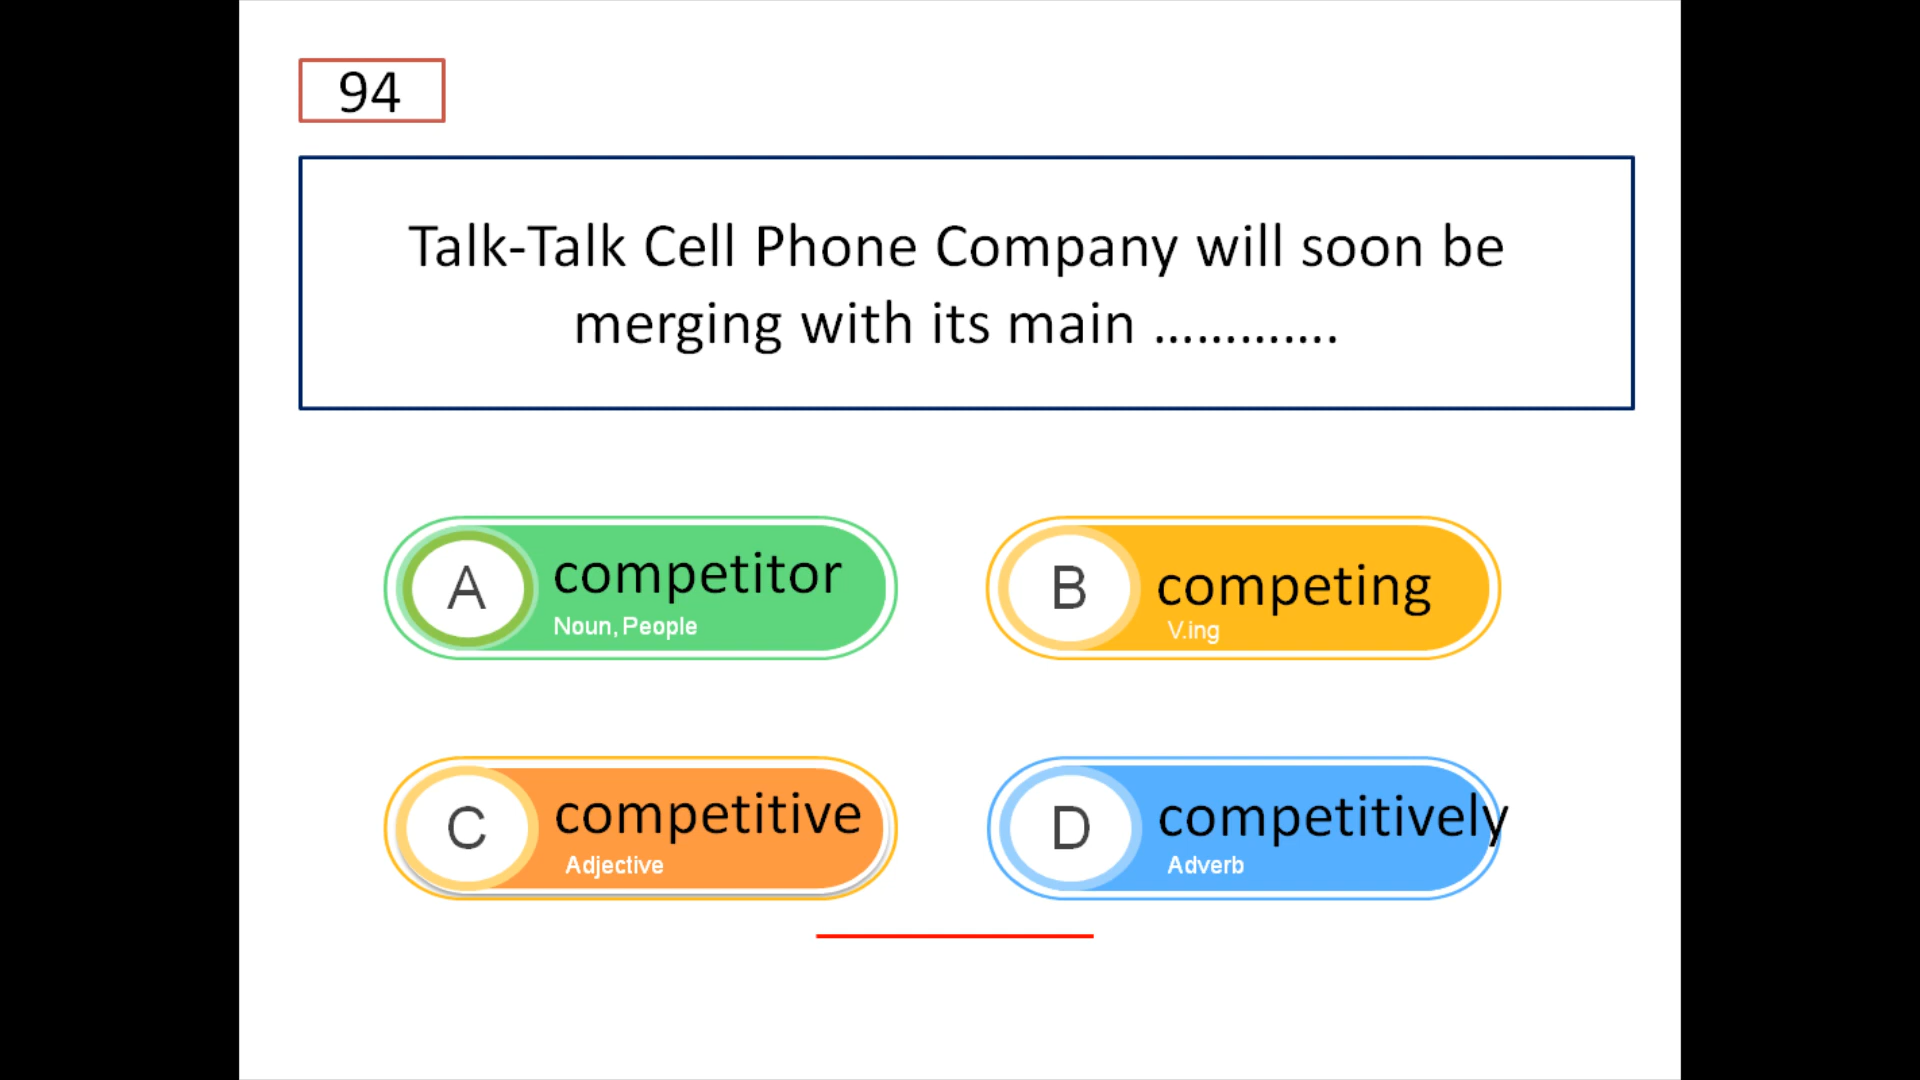 94
Talk-Talk Cell Phone Company will soon be
merging with its main .............
A competitor
Noun, People
B competing
V.ing
C competitive
Adjective
D competitively
Adverb